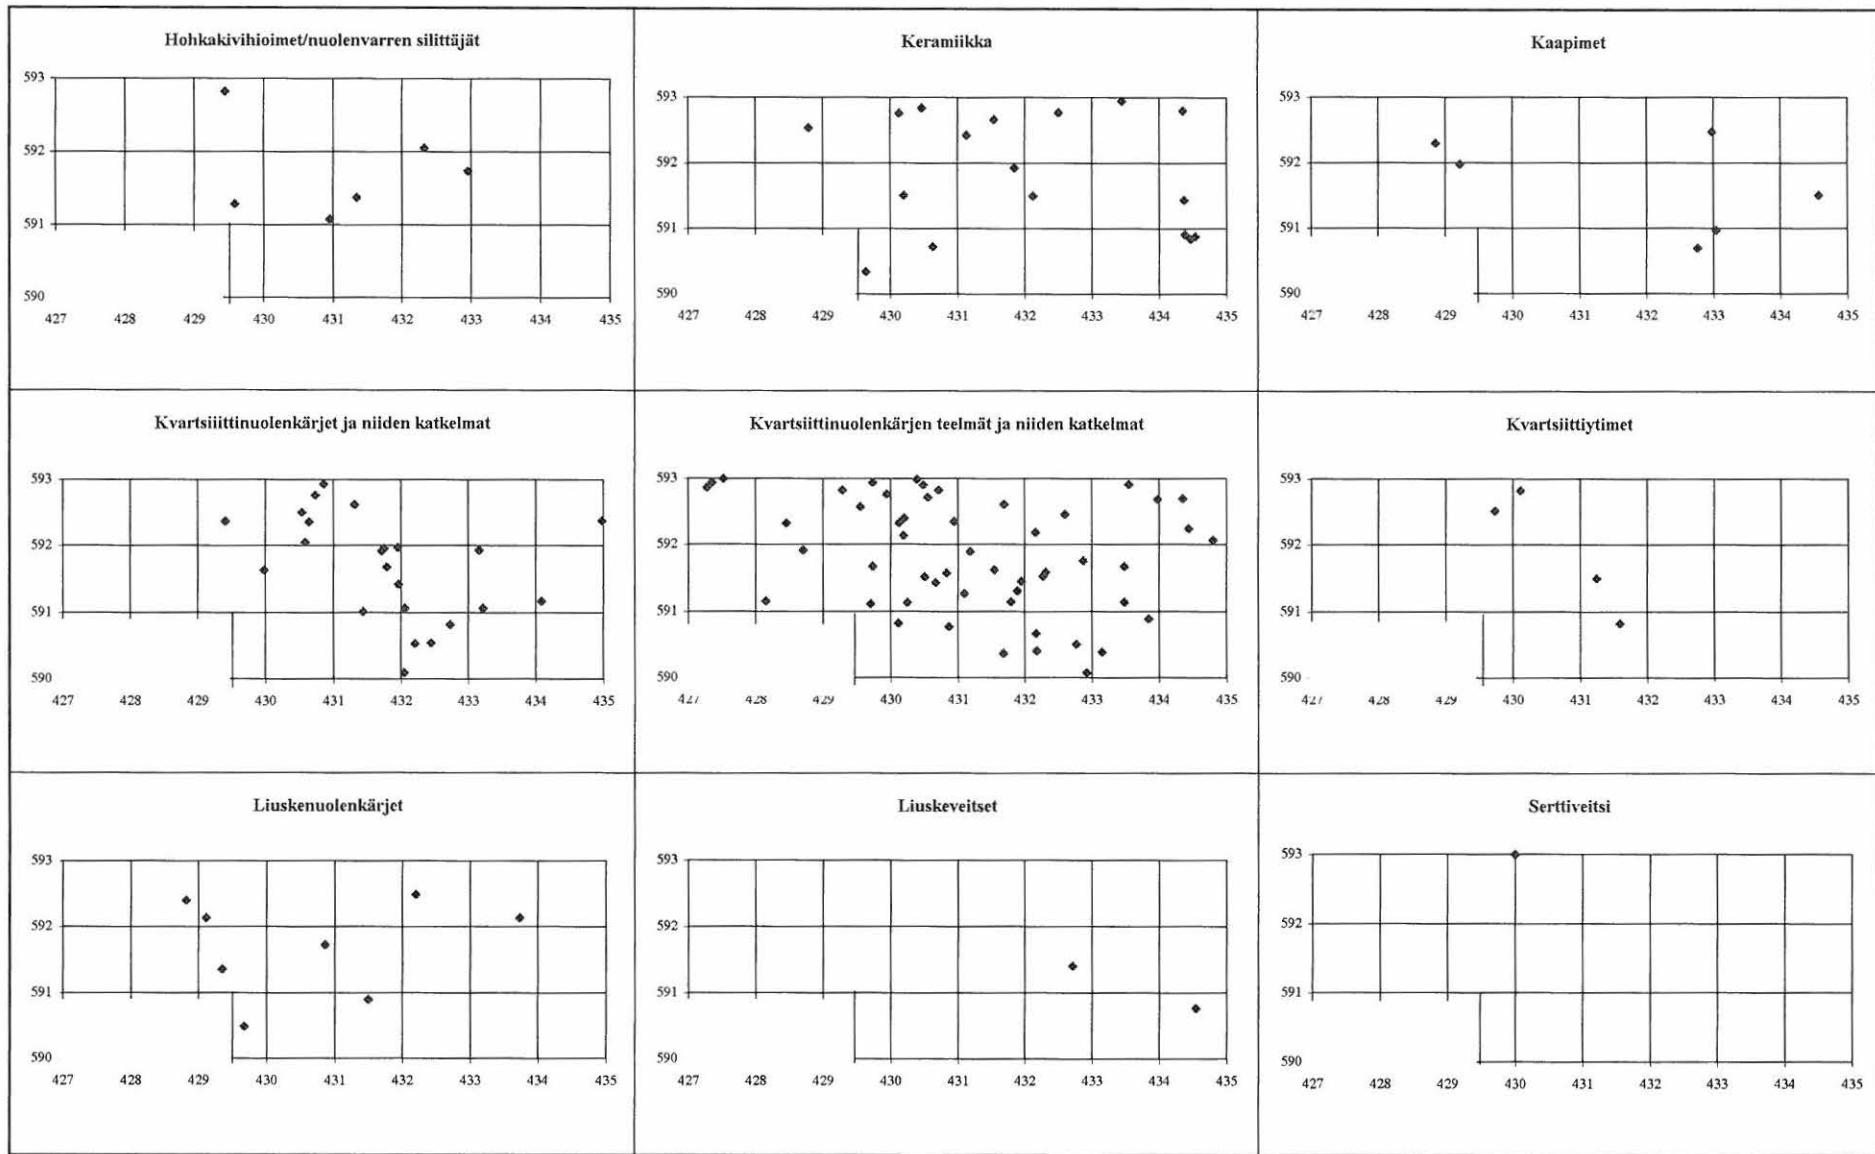 Hohkakivihioimet/nuolenvarren silittäjät
593
592
591
590
427 428 429 430 431 432 433 434 435
Keramiikka
593
592
591
590
427 428 429 430 431 432 433 434 435
Kaapimet
593
592
591
590
427 428 429 430 431 432 433 434 435
Kvartsiiittinuolenkärjet ja niiden katkelmat
593
592
591
590
427 428 429 430 431 432 433 434 435
Kvartsiittinuolenkärjen teelmät ja niiden katkelmat
593
592
591
590
427 428 429 430 431 432 433 434 435
Kvartsiittiytimet
593
592
591
590
427 428 429 430 431 432 433 434 435
Liuskenuolenkärjet
593
592
591
590
427 428 429 430 431 432 433 434 435
Liuskeveitset
593
592
591
590
427 428 429 430 431 432 433 434 435
Serttiveitsi
593
592
591
590
427 428 429 430 431 432 433 434 435